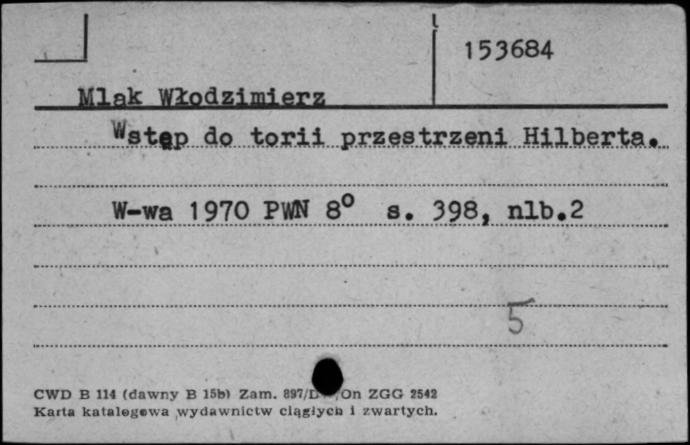 153684
Mlak Włodzimierz
Wstęp do torii przestrzeni Hilberta.
W-wa 1970 PWN 8° s. 398, nlb.2
5
CWD B 114 (dawny B 15b) Zam. On ZGG 2542
Karta katalogowa wydawnictw ciągłych i zwartych.